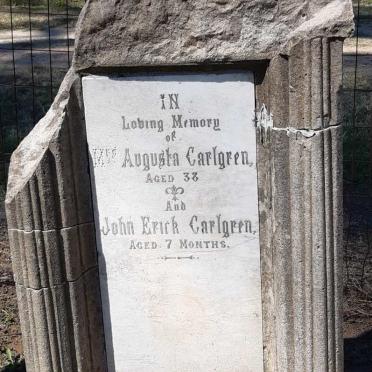 IN
Loving Memory
of
Mrs Augusta Carlgren,
Aged 38
And
John Erick Carlgren,
Aged 7 Months.